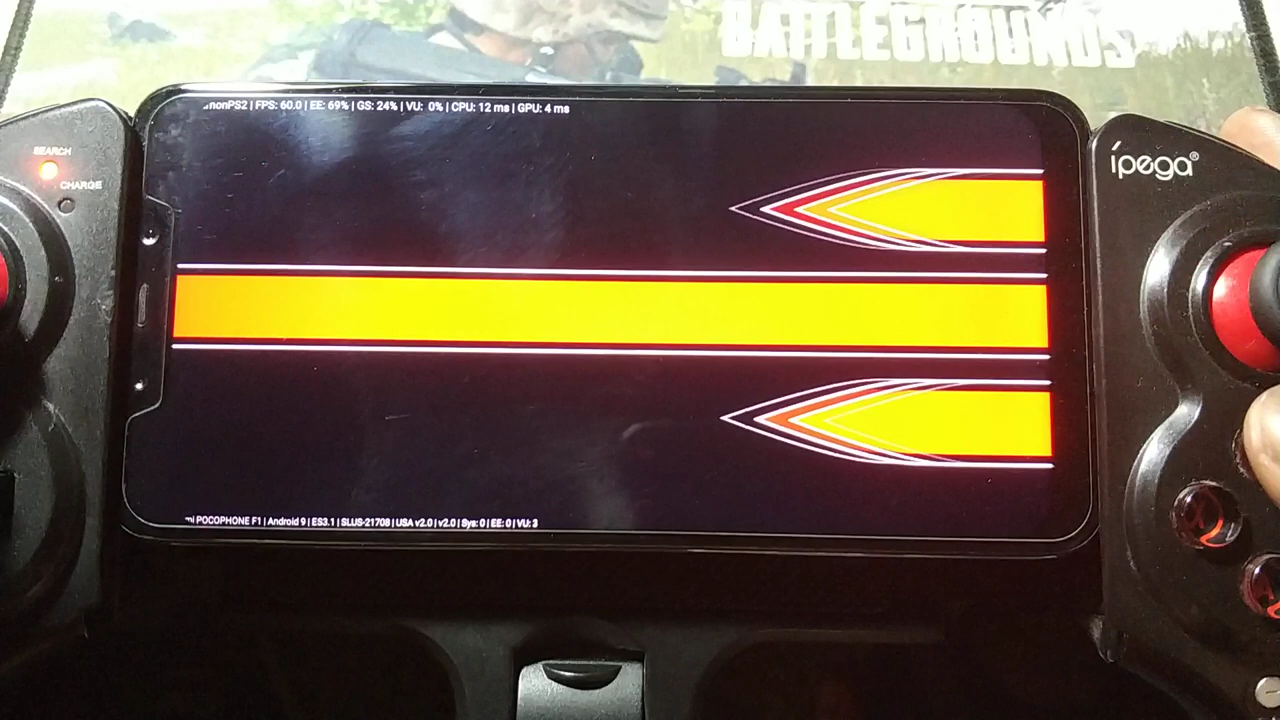 BATTLEGROUNDS
nonPS2 | FPS: 60.0 | EE: 69% | GS: 24% | VU: 0% | CPU: 12 ms | GPU: 4 ms
SEARCH
CHARGE
ípega®
mi POCOPHONE F1 | Android 9 | ES3.1 | SLUS-21708 | USA v2.0 | v2.0 | Sys: 0 | EE: 0 | VU: 3